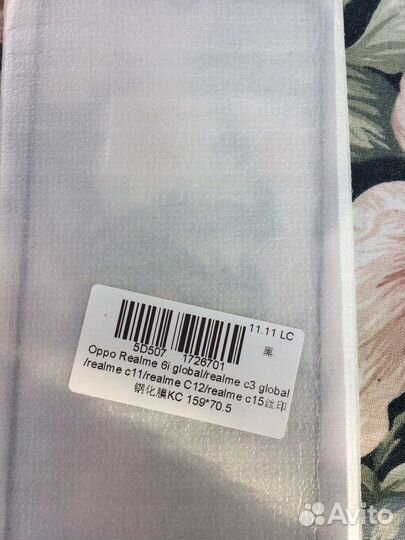 11.11 LC
黑
5D507 1726701
Oppo Realme 6i global/realme c3 global
/realme c11/realme C12/realme c15丝印
钢化膜KC 159*70.5
Avito